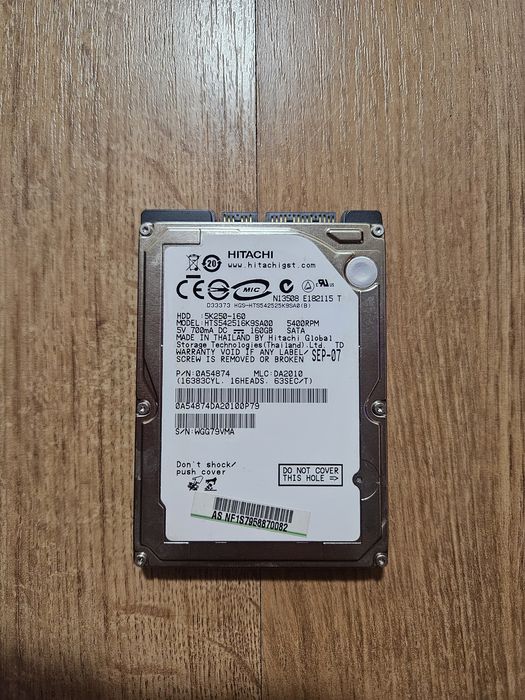 HITACHI
www.hitachigst.com
20
MIC
N13508 E182115 T
D33373 HGS-HTS542525K9SA0(B)
HDD :5K250-160
MODEL HTS542516K9SA00 5400RPM
5V 700mA DC 160GB SATA
MADE IN THAILAND BY Hitachi Global
Storage Technologies(Thailand).Ltd. TD
WARRANTY VOID IF ANY LABEL/ SEP-07
SCREW IS REMOVED OR BROKEN
P/N:0A54874 MLC:DA2010
(16383CYL. 16HEADS. 63SEC/T)
0A54874DA20100P79
S/N:WGG79VMA
Don't shock/
push cover
DO NOT COVER
THIS HOLE
AS NF1S7958870082